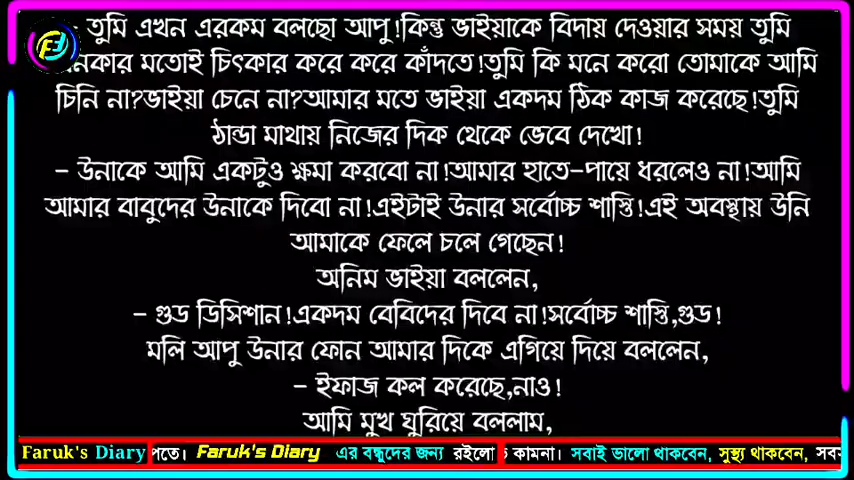 তুমি এখন এরকম বলছো আপু!কিন্তু ভাইয়াকে বিদায় দেওয়ার সময় তুমি
নকার মতোই চিৎকার করে করে কাঁদতে!তুমি কি মনে করো তোমাকে আমি
চিনি না?ভাইয়া চেনে না?আমার মতে ভাইয়া একদম ঠিক কাজ করেছে!তুমি
ঠান্ডা মাথায় নিজের দিক থেকে ভেবে দেখো!
- উনাকে আমি একটুও ক্ষমা করবো না!আমার হাতে-পায়ে ধরলেও না!আমি
আমার বাবুদের উনাকে দিবো না!এইটাই উনার সর্বোচ্চ শাস্তি!এই অবস্থায় উনি
আমাকে ফেলে চলে গেছেন!
অনিম ভাইয়া বললেন,
- গুড ডিসিশান!একদম বেবিদের দিবে না!সর্বোচ্চ শাস্তি,গুড!
মলি আপু উনার ফোন আমার দিকে এগিয়ে দিয়ে বললেন,
- ইফাজ কল করেছে,নাও!
আমি মুখ ঘুরিয়ে বললাম,
Faruk's Diary পতে। Faruk's Diary এর বন্ধুদের জন্য রইলো কামনা। সবাই ভালো থাকবেন, সুস্থ্য থাকবেন, সব